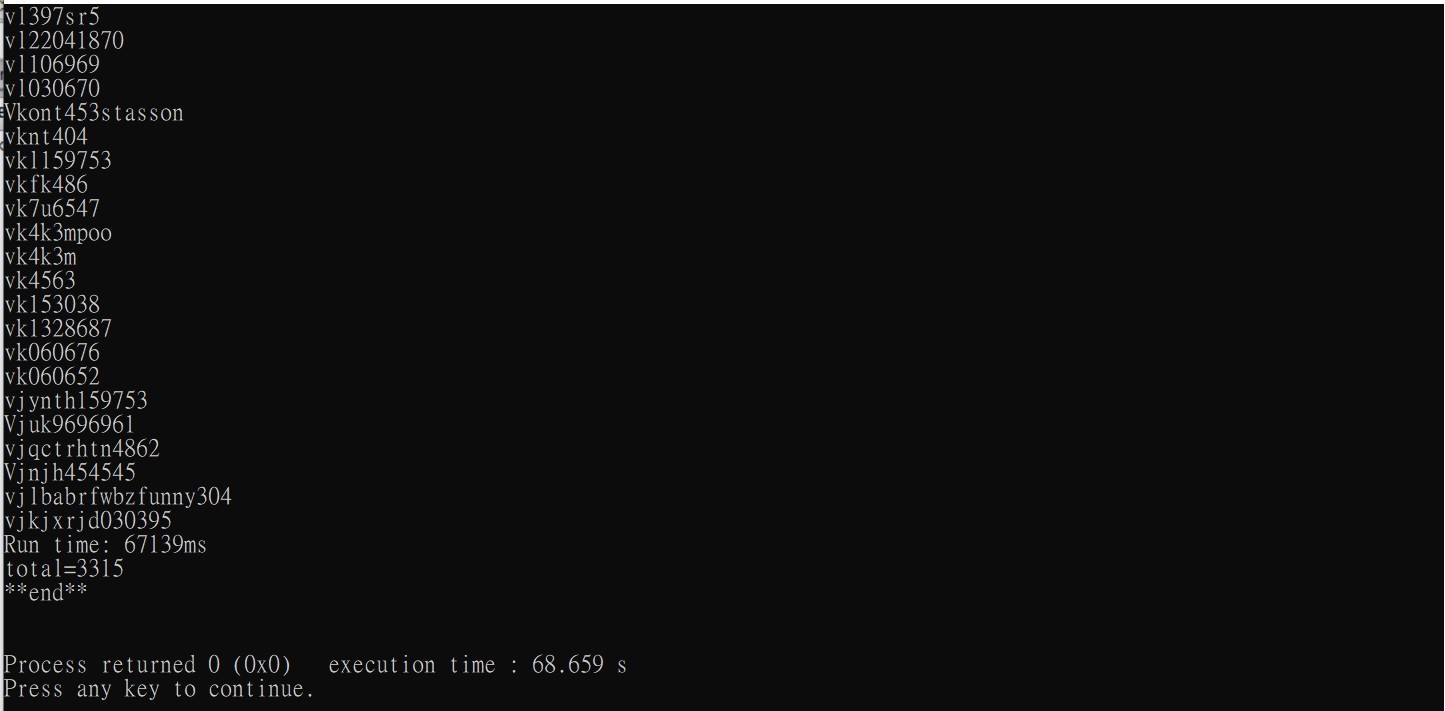 vl397sr5
vl22041870
vl106969
vl030670
Vkont453stasson
vknt404
vkl159753
vkfk486
vk7u6547
vk4k3mpoo
vk4k3m
vk4563
vk153038
vk1328687
vk060676
vk060652
vjynth159753
Vjuk9696961
vjqctrhtn4862
Vjnjh454545
vjlbabrfwbzfunny304
vjkjxrjd030395
Run time: 67139ms
total=3315
**end**
Process returned 0 (0x0)   execution time : 68.659 s
Press any key to continue.